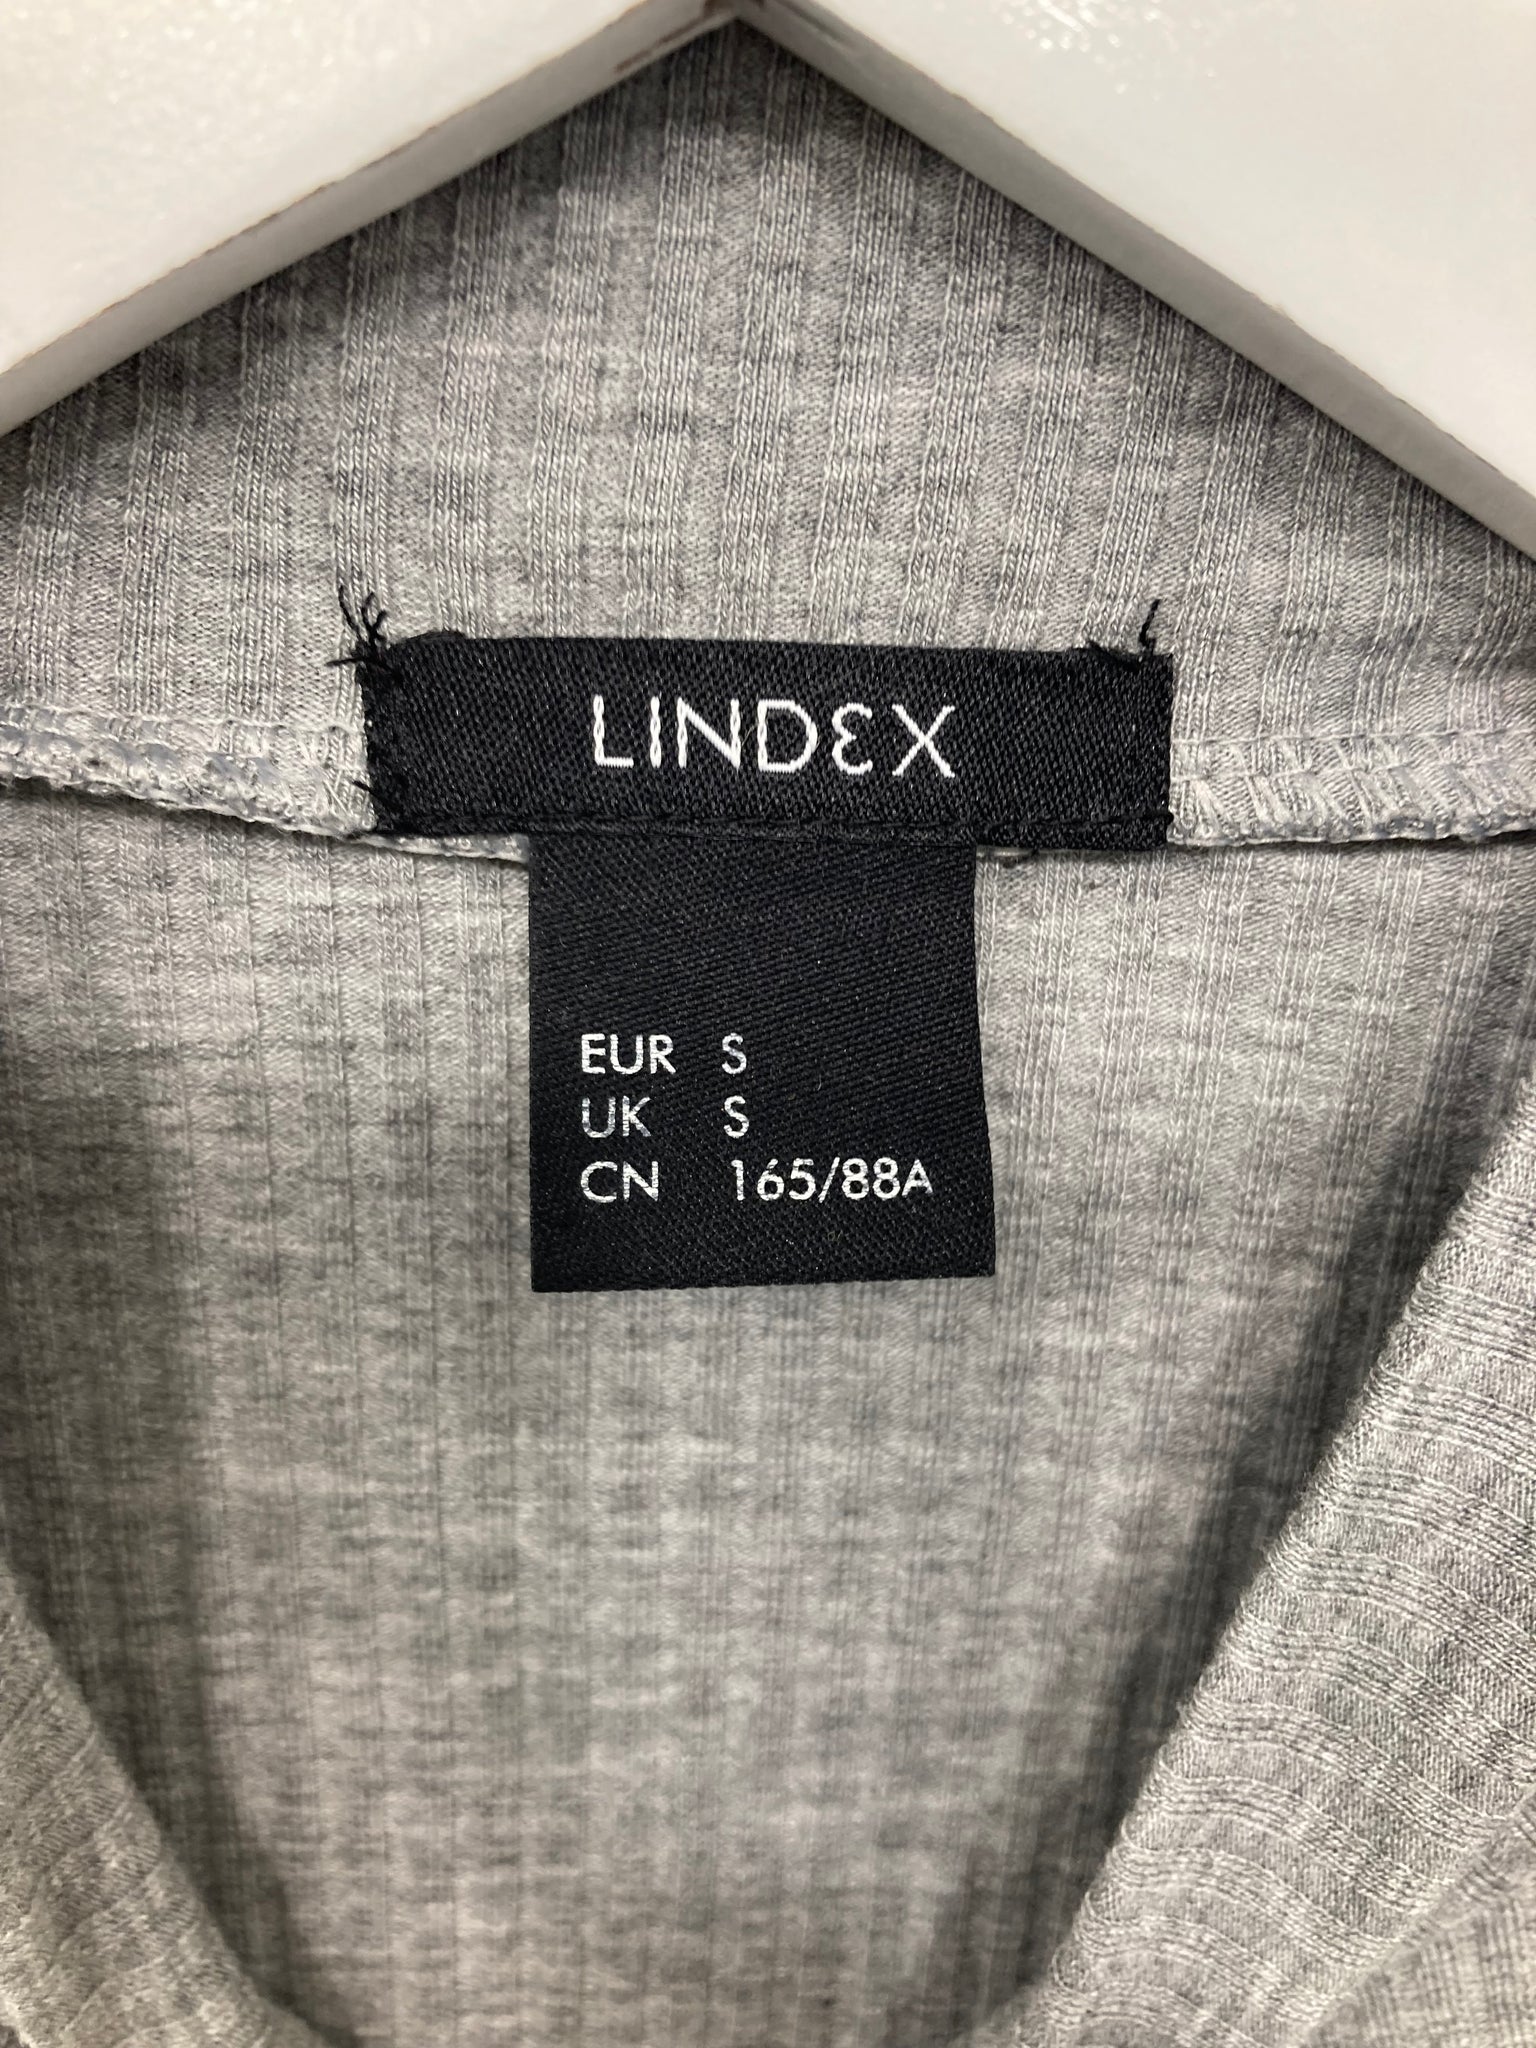 LINDEX
EUR S
UK S
CN 165/88A